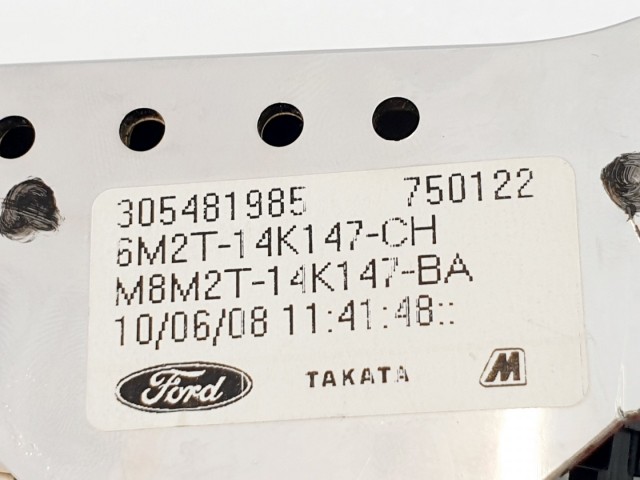 305481985 750122
6M2T-14K147-CH
M8M2T-14K147-BA
10/06/08 11:41:48::
Ford TAKATA M